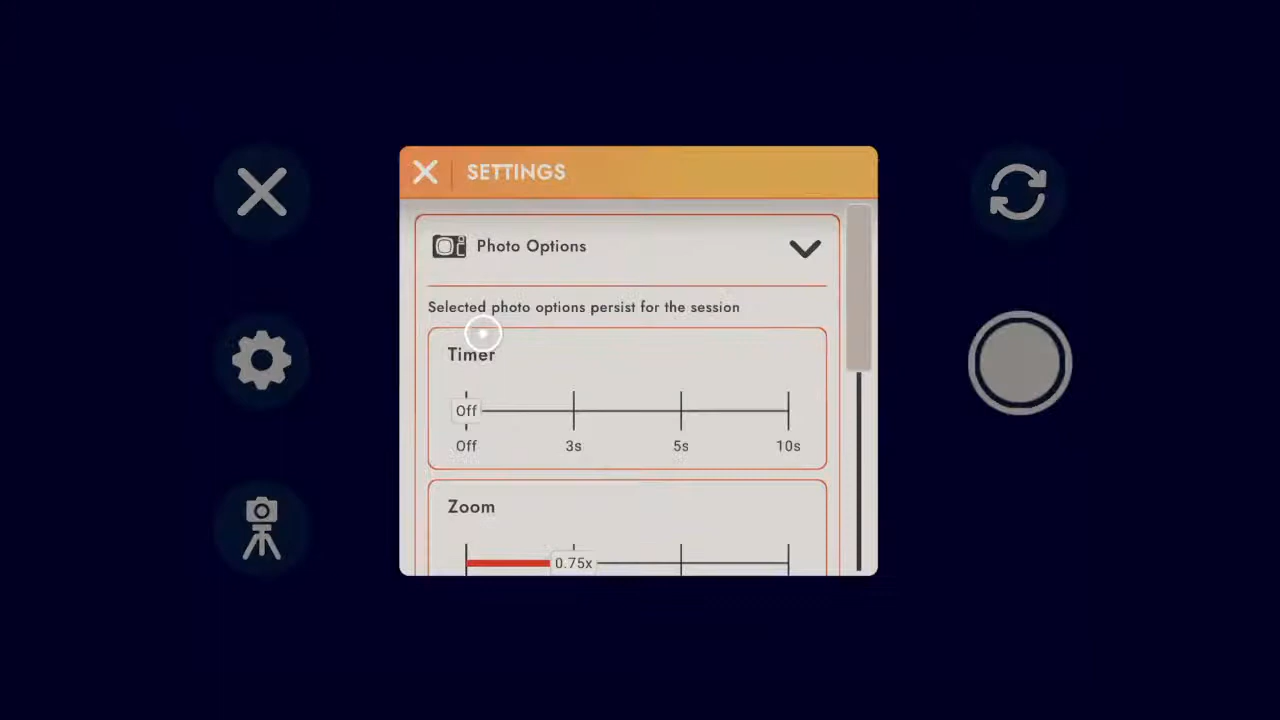 SETTINGS
Photo Options
Selected photo options persist for the session
Timer
Off
Off 3s 5s 10s
Zoom
0.75x